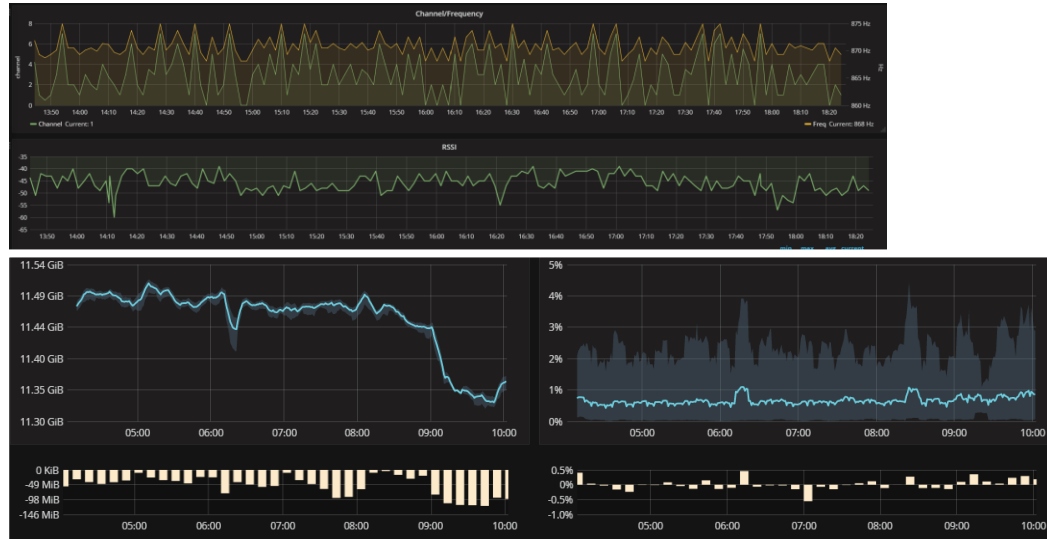 Channel/Frequency
8
6
4
2
0
channel
875 Hz
870 Hz
865 Hz
860 Hz
Hz
13:50 14:00 14:10 14:20 14:30 14:40 14:50 15:00 15:10 15:20 15:30 15:40 15:50 16:00 16:10 16:20 16:30 16:40 16:50 17:00 17:10 17:20 17:30 17:40 17:50 18:00 18:10 18:20
Channel Current: 1
Freq Current: 868 Hz
RSSI
-35
-40
-45
-50
-55
-60
-65
13:50 14:00 14:10 14:20 14:30 14:40 14:50 15:00 15:10 15:20 15:30 15:40 15:50 16:00 16:10 16:20 16:30 16:40 16:50 17:00 17:10 17:20 17:30 17:40 17:50 18:00 18:10 18:20
min max avg current
11.54 GiB
11.49 GiB
11.44 GiB
11.40 GiB
11.35 GiB
11.30 GiB
05:00 06:00 07:00 08:00 09:00 10:00
5%
4%
3%
2%
1%
0%
05:00 06:00 07:00 08:00 09:00 10:00
0 KiB
-49 MiB
-98 MiB
-146 MiB
05:00 06:00 07:00 08:00 09:00 10:00
0.5%
0%
-0.5%
-1.0%
05:00 06:00 07:00 08:00 09:00 10:00